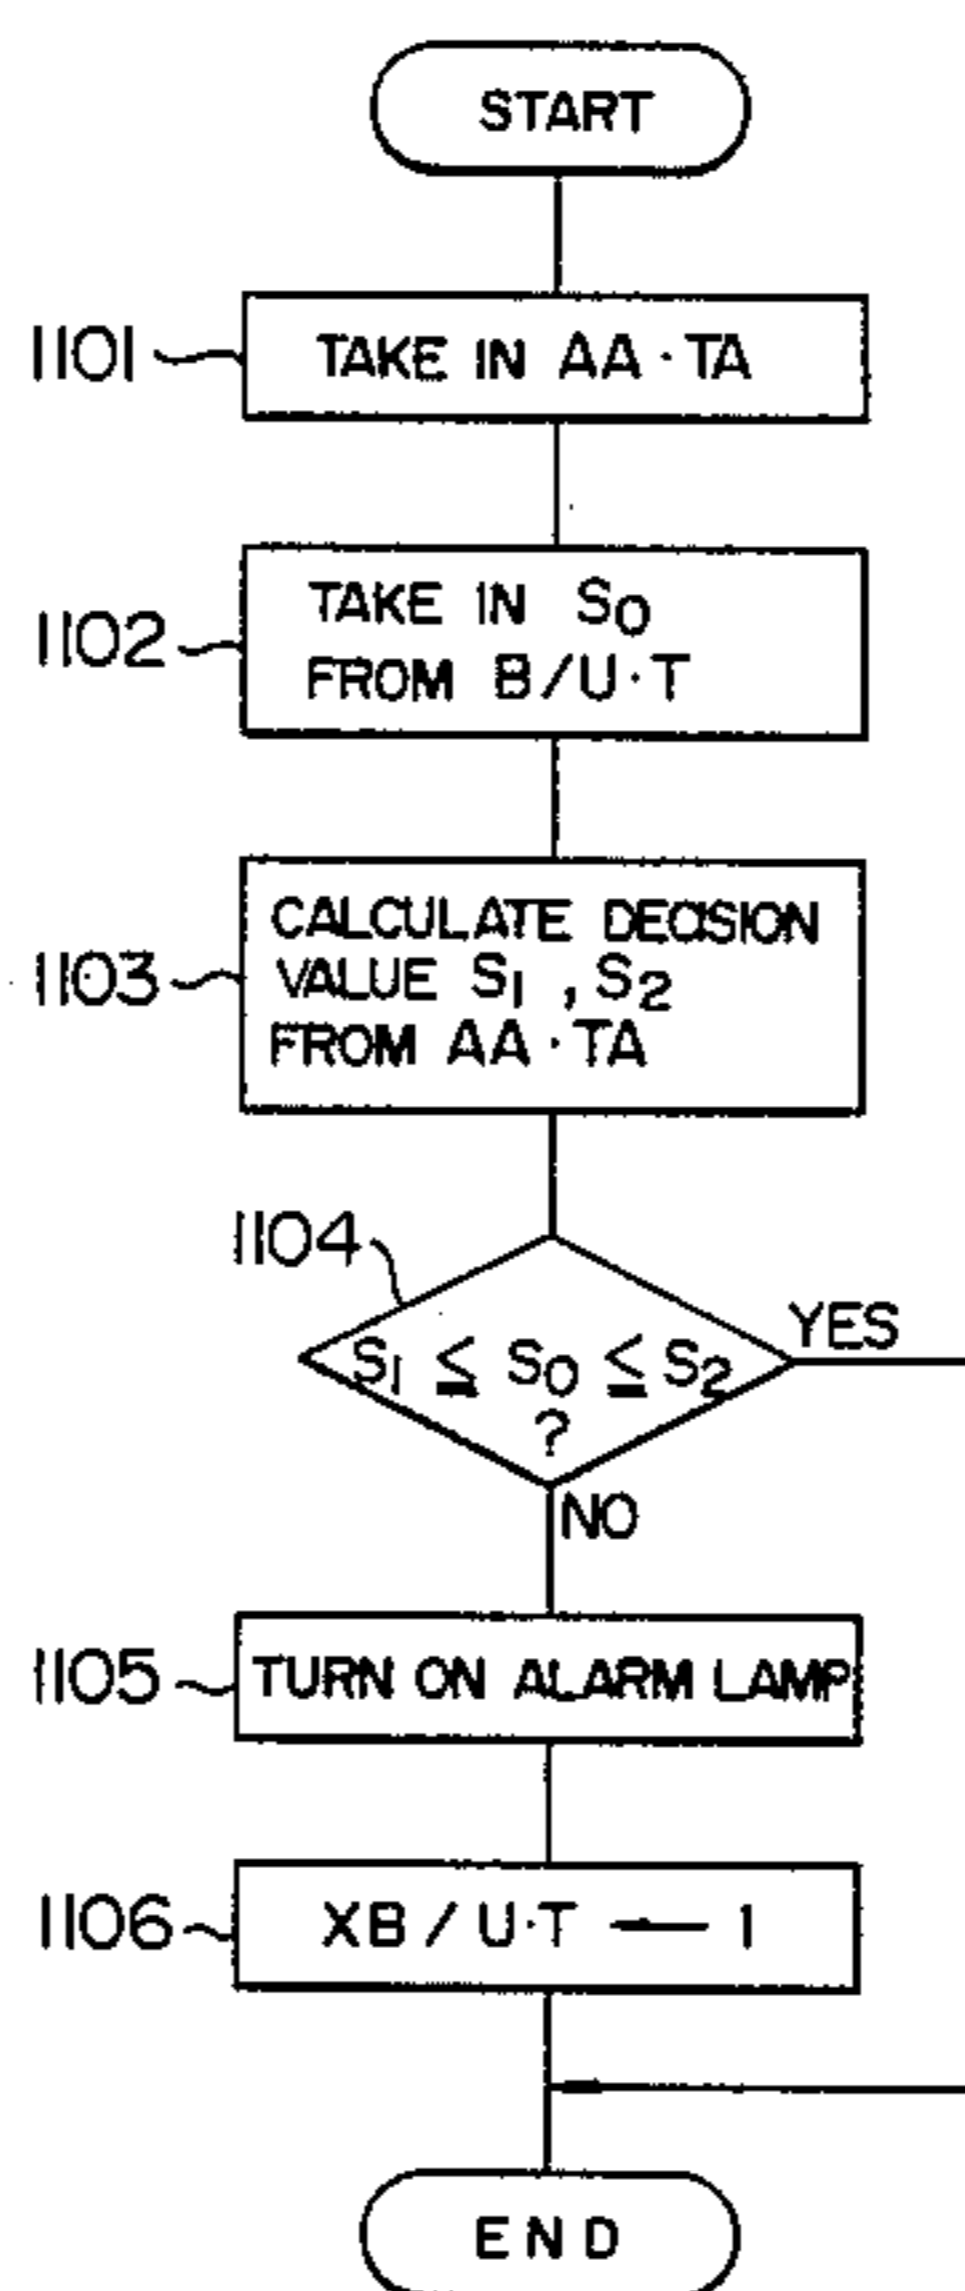 START
1101
TAKE IN AA·TA
1102
TAKE IN S₀
FROM B/U·T
1103
CALCULATE DECISION
VALUE S₁ , S₂
FROM AA·TA
1104
S₁ ≦ S₀ ≦ S₂
?
YES
NO
1105
TURN ON ALARM LAMP
1106
XB/U·T ← 1
END